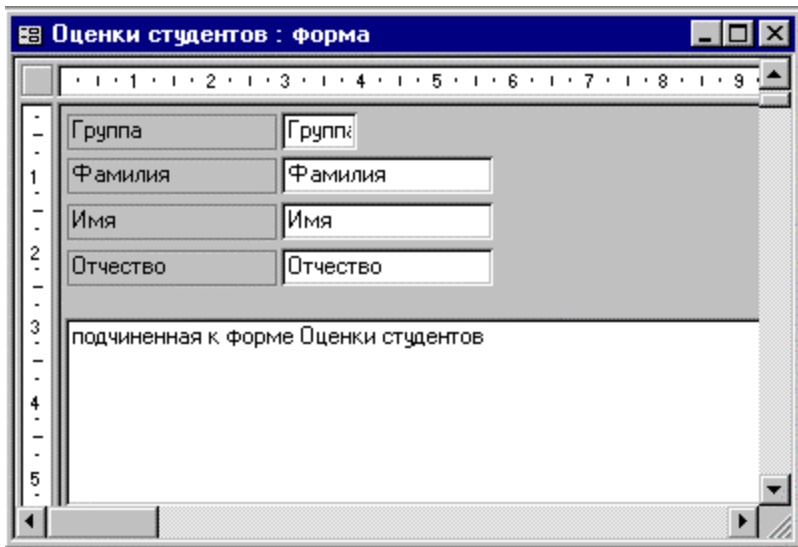 Оценки студентов : форма
1 2 3 4 5 6 7 8 9
Группа Группа
Фамилия Фамилия
1
Имя Имя
2
Отчество Отчество
3
подчиненная к форме Оценки студентов
4
5